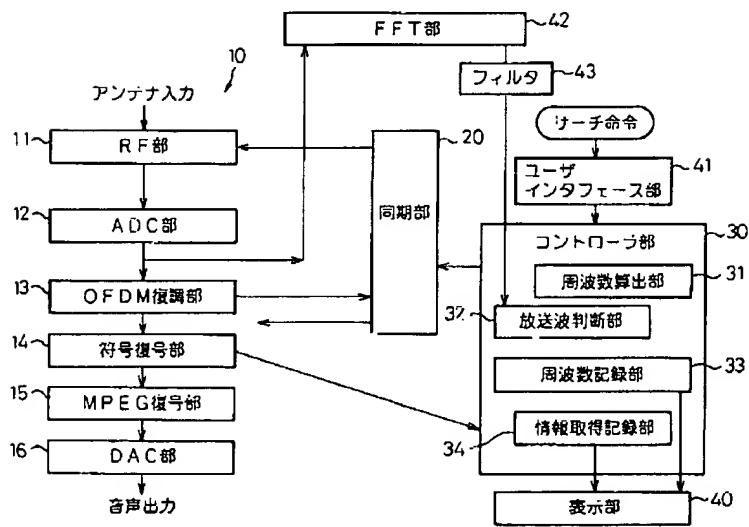 FFT部
42
フィルタ
43
10
アンテナ入力
11
RF部
12
ADC部
13
OFDM復調部
14
符号復号部
15
MPEG復号部
16
DAC部
音声出力
20
同期部
サーチ命令
41
ユーザ
インタフェース部
30
コントローラ部
31
周波数算出部
32
放送波判断部
33
周波数記録部
34
情報取得記録部
40
表示部